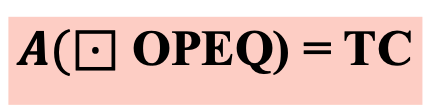 A(⊡ OPEQ) = TC